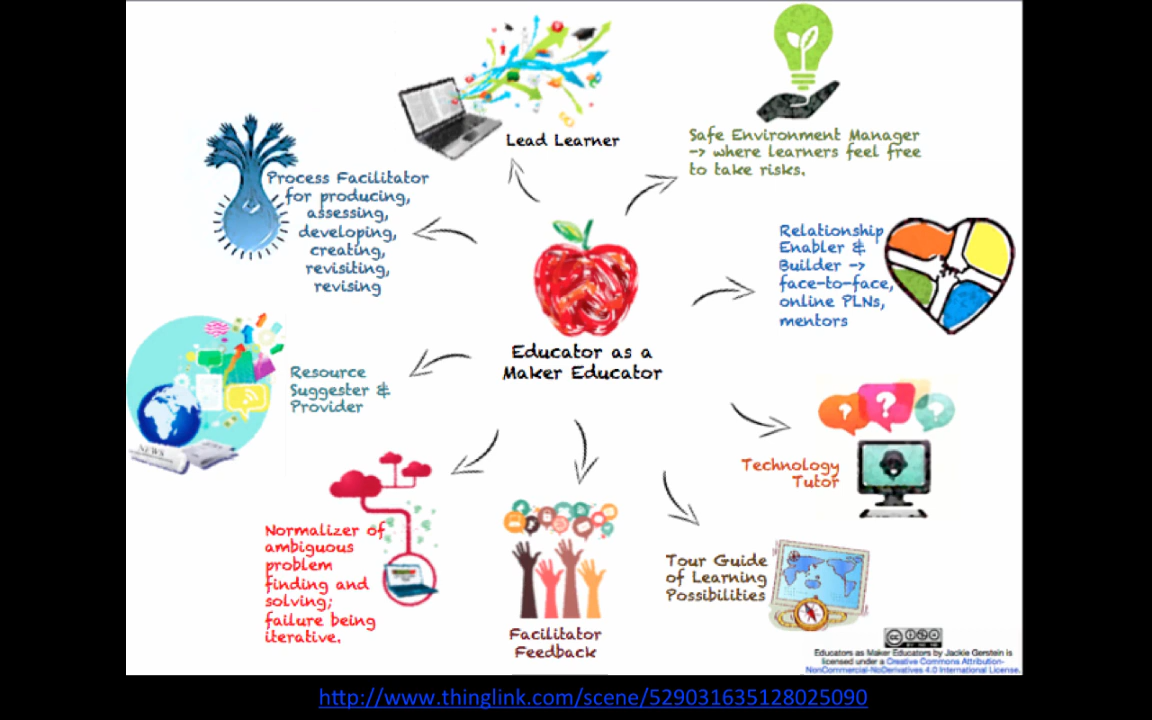 Lead Learner
Safe Environment Manager
-> where learners feel free
to take risks.
Process Facilitator
for producing,
assessing,
developing,
creating,
revisiting,
revising
Relationship
Enabler &
Builder ->
face-to-face,
online PLNs,
mentors
Educator as a
Maker Educator
Resource
Suggester &
Provider
NEWS
? ? ?
Technology
Tutor
Normalizer of
ambiguous
problem
finding and
solving;
failure being
iterative.
Tour Guide
of Learning
Possibilities
Facilitator
Feedback
cc
Educators as Maker Educators by Jackie Gerstein is
licensed under a Creative Commons Attribution-
NonCommercial-NoDerivatives 4.0 International License.
http://www.thinglink.com/scene/529031635128025090